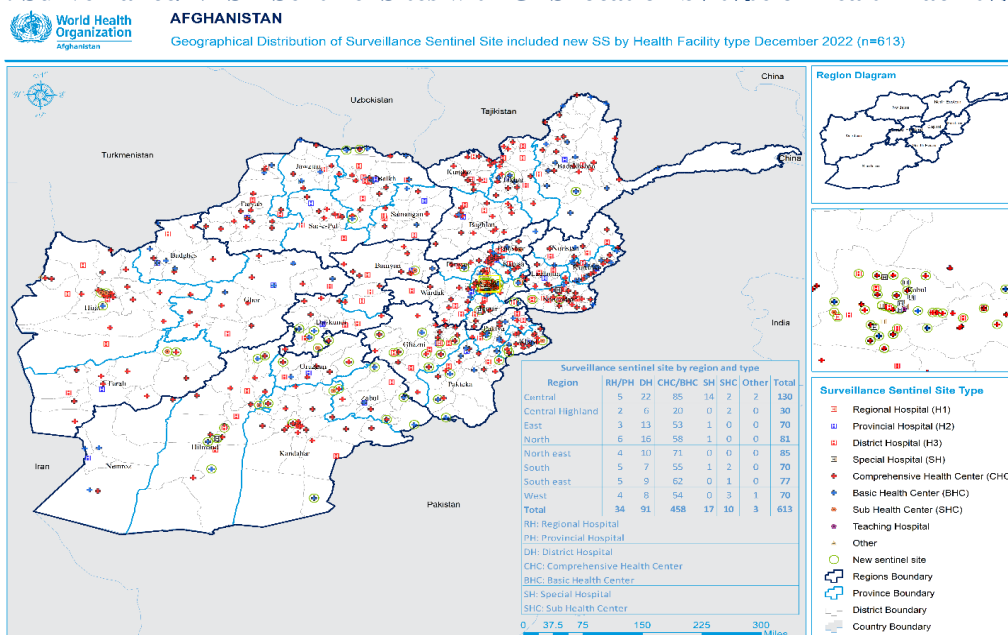 World Health
Organization
Afghanistan
AFGHANISTAN
Geographical Distribution of Surveillance Sentinel Site included new SS by Health Facility type December 2022 (n=613)
China
Uzbekistan
Tajikistan
Turkmenistan
China
Jawzjan
Balkh
Kunduz
Badakhshan
Faryab
Sar-e-Pul
Samangan
Baghlan
Badghis
Bamyan
Nuristan
Wardak
Hirat
Ghor
Ghazni
India
Uruzgan
Paktika
Farah
Zabul
Hilmand
Kandahar
Iran
Nemroz
Pakistan
Surveillance sentinel site by region and type
Region RH/PH DH CHC/BHC SH SHC Other Total
Central 5 22 85 14 2 2 130
Central Highland 2 6 20 0 2 0 30
East 3 13 53 1 0 0 70
North 6 16 58 1 0 0 81
North east 4 10 71 0 0 0 85
South 5 7 55 1 2 0 70
South east 5 9 62 0 1 0 77
West 4 8 54 0 3 1 70
Total 34 91 458 17 10 3 613
RH: Regional Hospital
PH: Provincial Hospital
DH: District Hospital
CHC: Comprehensive Health Center
BHC: Basic Health Center
SH: Special Hospital
SHC: Sub Health Center
0 37.5 75 150 225 300
Miles
Region Diagram
Kabul
Surveillance Sentinel Site Type
Regional Hospital (H1)
Provincial Hospital (H2)
District Hospital (H3)
Special Hospital (SH)
Comprehensive Health Center (CHC
Basic Health Center (BHC)
Sub Health Center (SHC)
Teaching Hospital
Other
New sentinel site
Regions Boundary
Province Boundary
District Boundary
Country Boundary